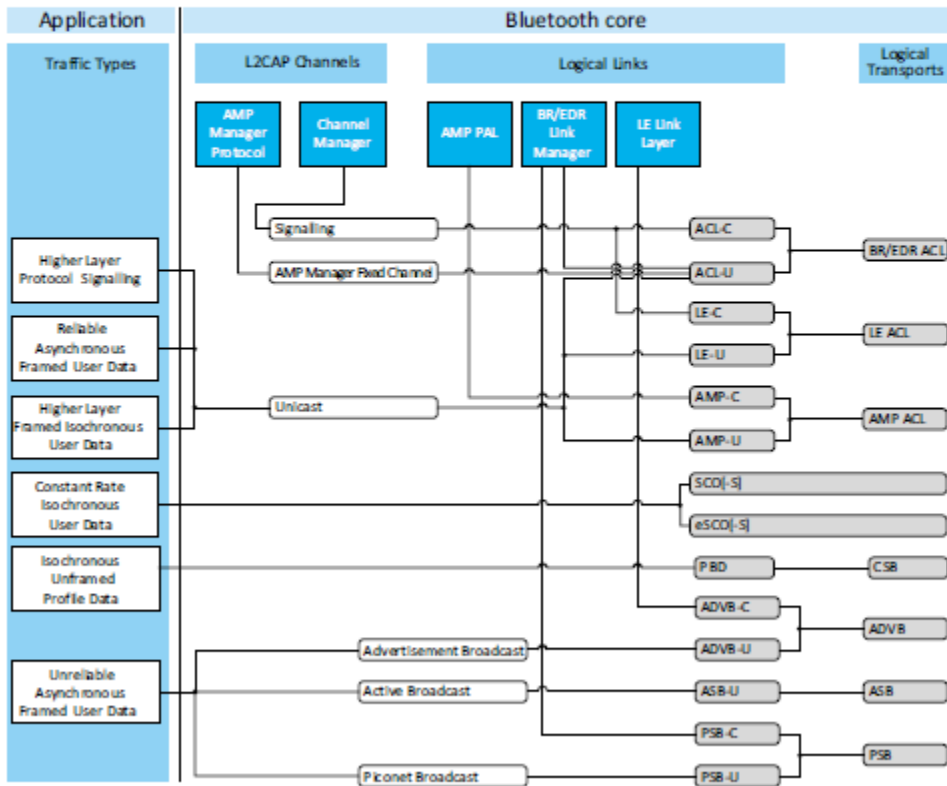 Application
Bluetooth core
Traffic Types
L2CAP Channels
Logical Links
Logical
Transports
AMP
Manager
Protocol
Channel
Manager
AMP PAL
BR/EDR
Link
Manager
LE Link
Layer
Signalling
ACL-C
Higher Layer
Protocol Signalling
BR/EDR ACL
AMP Manager Fixed Channel
ACL-U
LE-C
Reliable
Asynchronous
Framed User Data
LE ACL
LE-U
Higher Layer
Framed Isochronous
User Data
Unicast
AMP-C
AMP ACL
AMP-U
Constant Rate
Isochronous
User Data
SCO[-S]
eSCO[-S]
Isochronous
Unframed
Profile Data
PBD
CSB
ADVB-C
ADVB
Advertisement Broadcast
ADVB-U
Unreliable
Asynchronous
Framed User Data
Active Broadcast
ASB-U
ASB
PSB-C
PSB
Piconet Broadcast
PSB-U